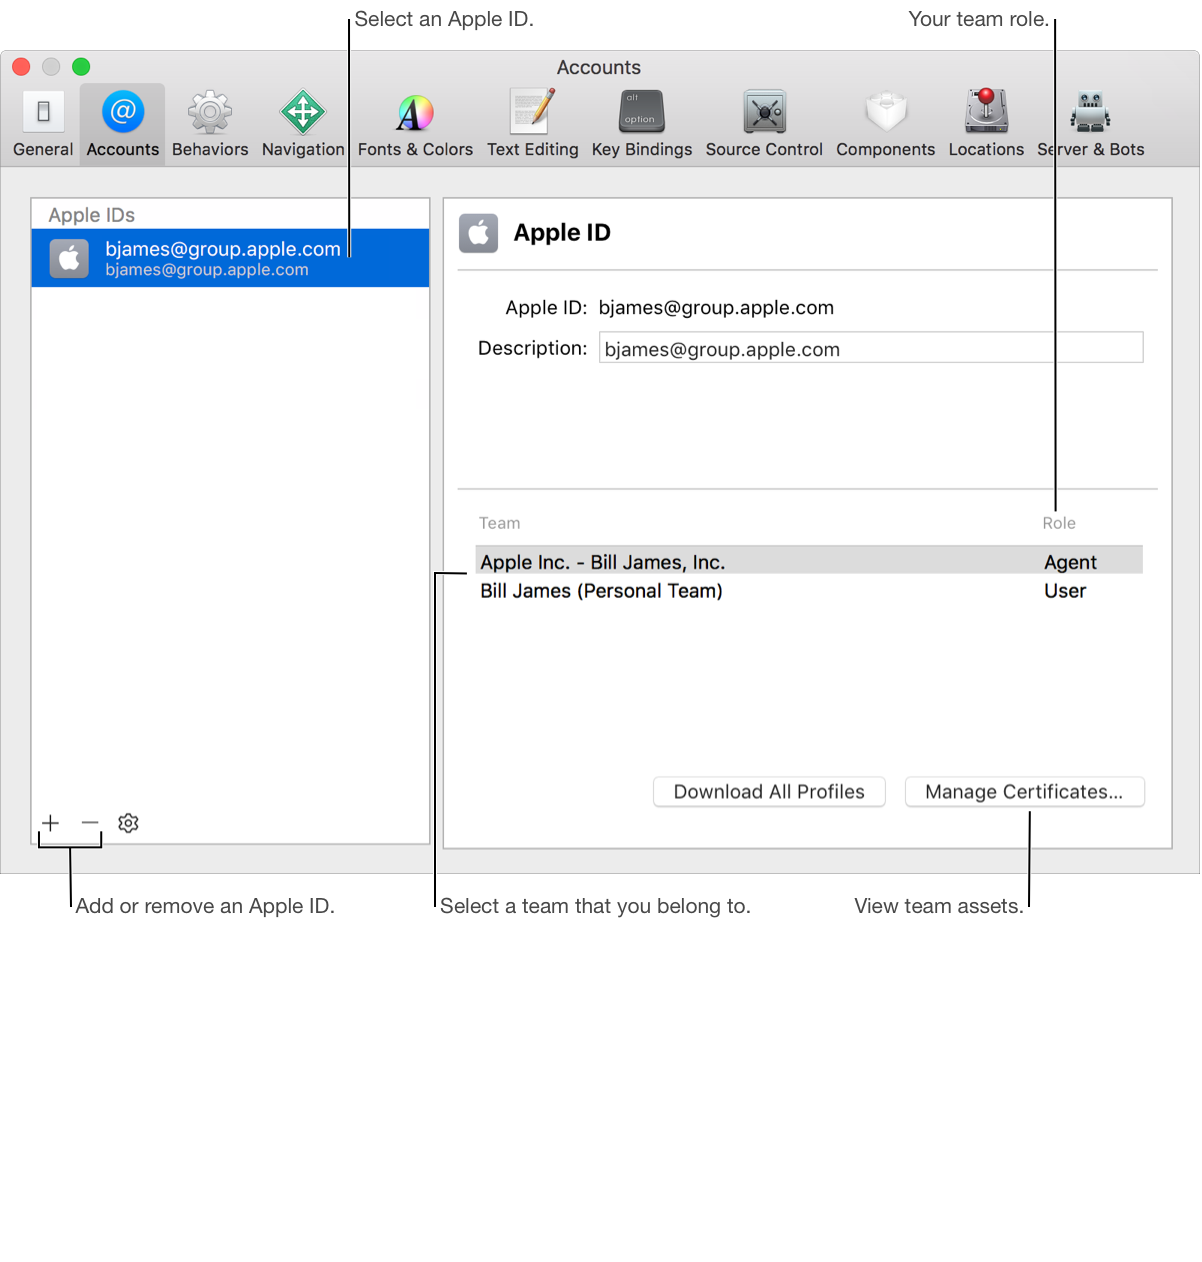 Select an Apple ID.
Your team role.
Accounts
General
Accounts
Behaviors
Navigation
Fonts & Colors
Text Editing
alt
option
Key Bindings
Source Control
Components
Locations
Server & Bots
Apple IDs
bjames@group.apple.com
bjames@group.apple.com
Apple ID
Apple ID: bjames@group.apple.com
Description: bjames@group.apple.com
Team Role
Apple Inc. - Bill James, Inc. Agent
Bill James (Personal Team) User
Download All Profiles
Manage Certificates...
Add or remove an Apple ID.
Select a team that you belong to.
View team assets.